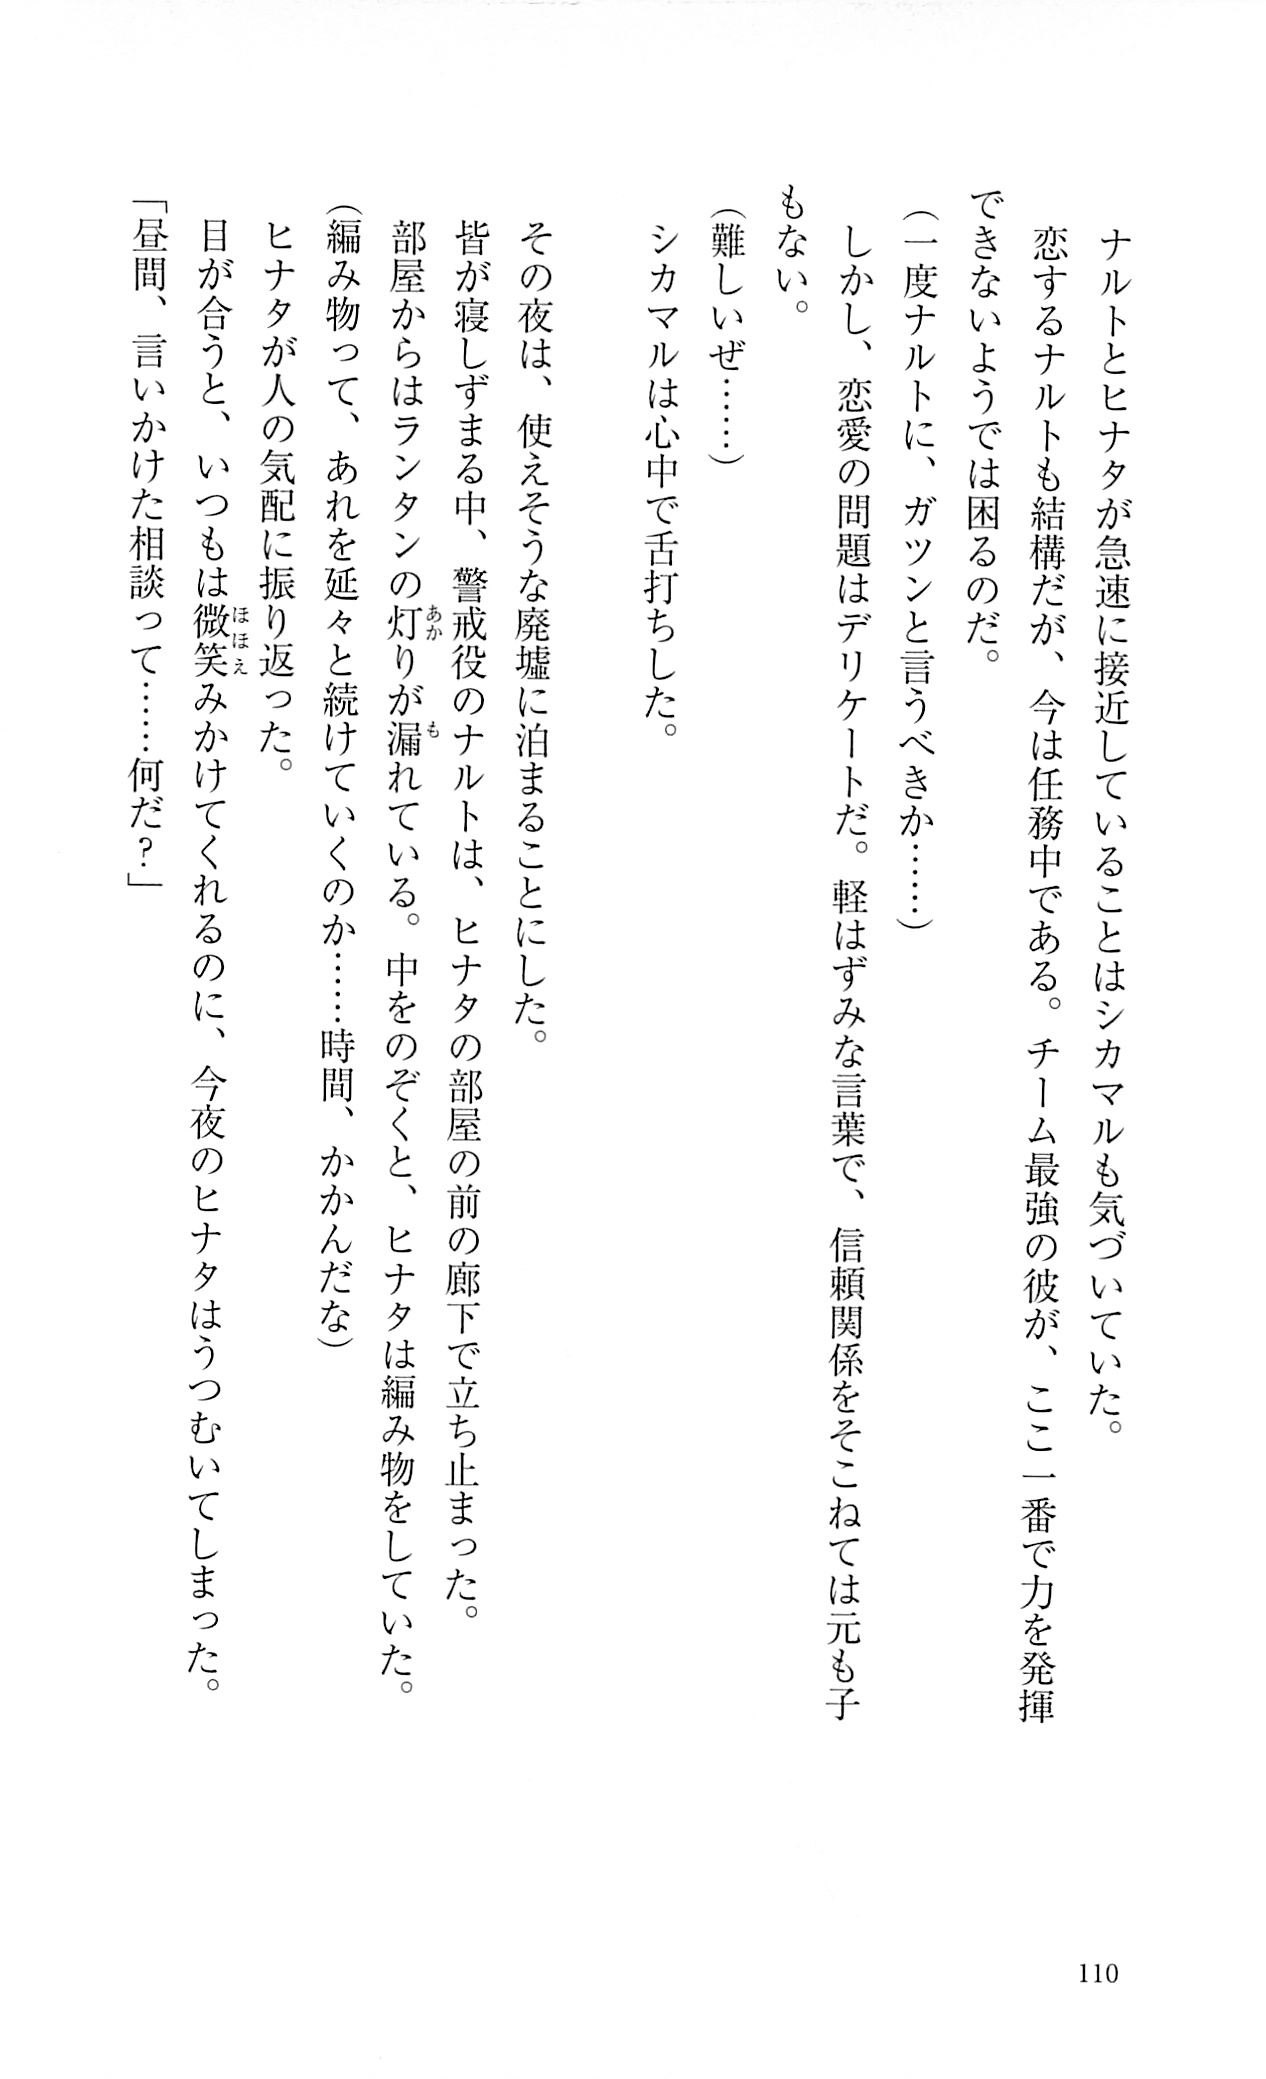 ナルトとヒナタが急速に接近していることはシカマルも気づいていた。
　恋するナルトも結構だが、今は任務中である。チーム最強の彼が、ここ一番で力を発揮
できないようでは困るのだ。
（一度ナルトに、ガツンと言うべきか……）
　しかし、恋愛の問題はデリケートだ。軽はずみな言葉で、信頼関係をそこねては元も子
もない。
（難しいぜ……）
　シカマルは心中で舌打ちした。
　その夜は、使えそうな廃墟に泊まることにした。
　皆が寝しずまる中、警戒役のナルトは、ヒナタの部屋の前の廊下で立ち止まった。
　部屋からはランタンの灯りが漏れている。中をのぞくと、ヒナタは編み物をしていた。
あか
も
（編み物って、あれを延々と続けていくのか……時間、かかんだな）
　ヒナタが人の気配に振り返った。
　目が合うと、いつもは微笑みかけてくれるのに、今夜のヒナタはうつむいてしまった。
ほほえ
「昼間、言いかけた相談って……何だ？」
110